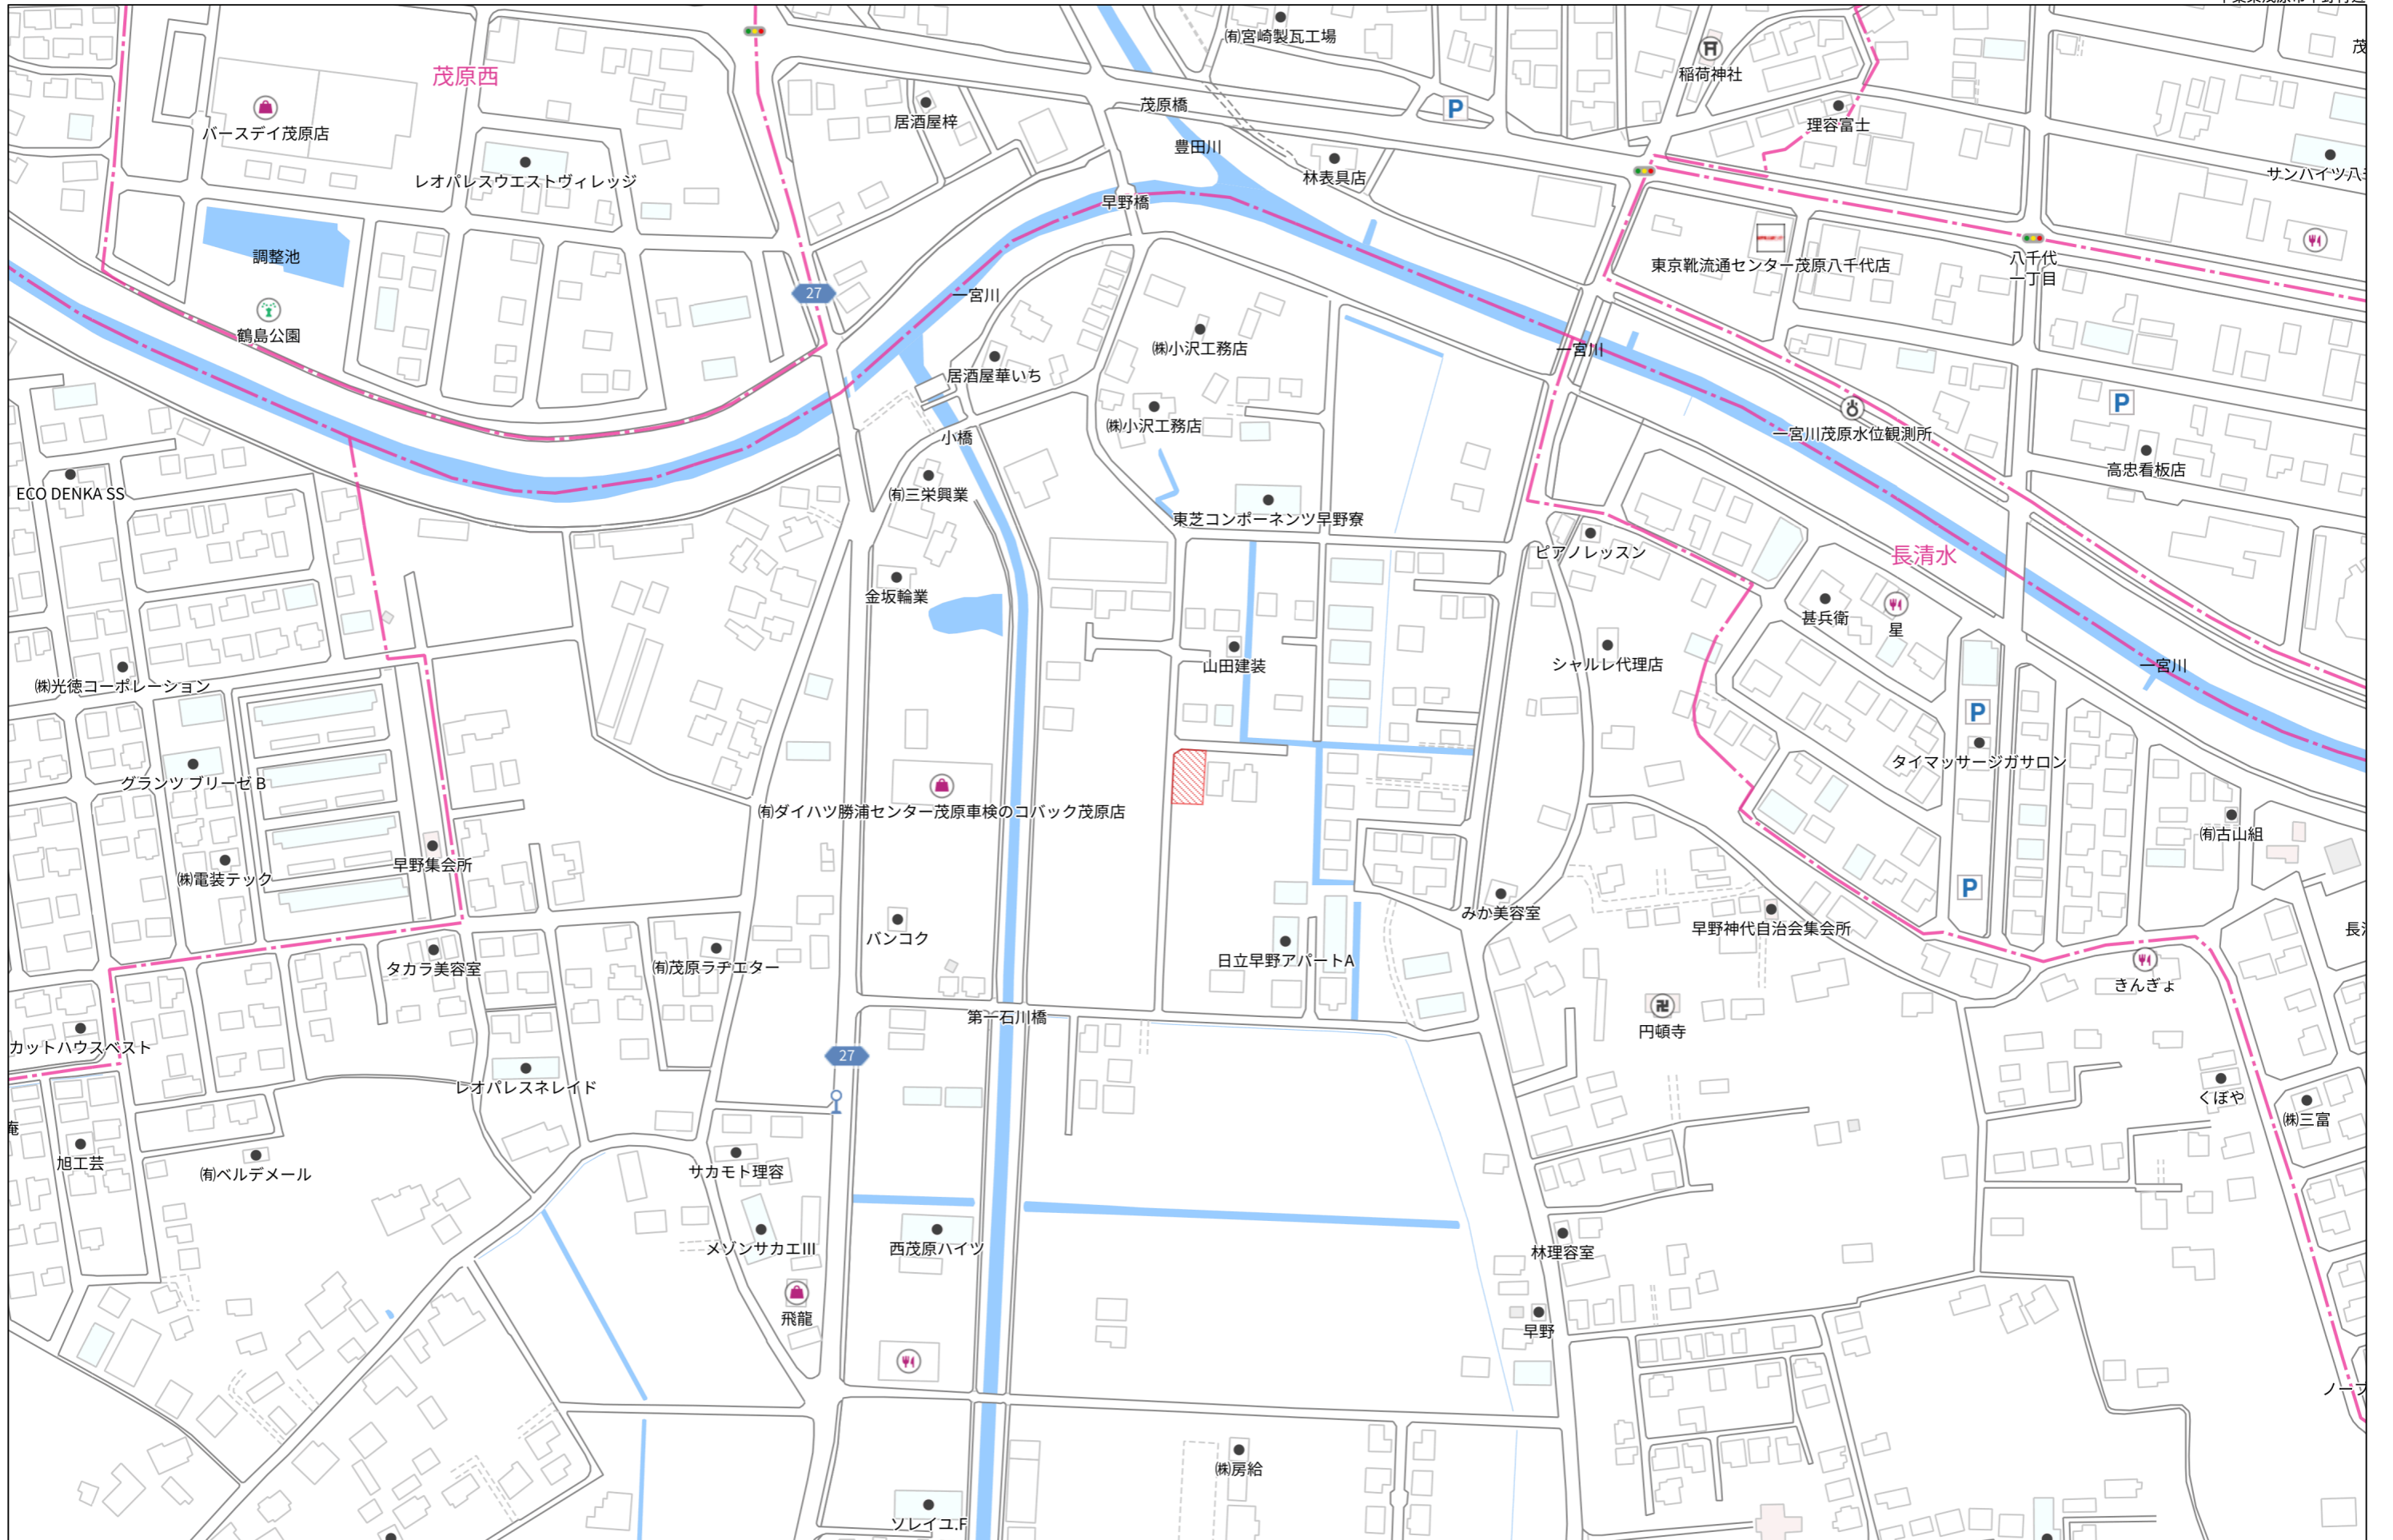 ㈲宮崎製瓦工場
稲荷神社
茂原西
バースデイ茂原店
居酒屋梓
茂原橋
P
理容富士
豊田川
林表具店
レオパレスウエストヴィレッジ
早野橋
調整池
東京靴流通センター茂原八千代店
八千代
一丁目
27
一宮川
鶴島公園
㈱小沢工務店
一宮川
居酒屋華いち
P
㈱小沢工務店
小橋
一宮川茂原水位観測所
高忠看板店
ECO DENKA SS
㈲三栄興業
東芝コンポーネンツ早野寮
ピアノレッスン
長清水
金坂輪業
甚兵衛
星
山田建装
シャルレ代理店
一宮川
㈱光徳コーポレーション
P
グランツ ブリーゼ B
タイマッサージガサロン
㈲ダイハツ勝浦センター茂原車検のコバック茂原店
㈲古山組
早野集会所
㈱電装テック
P
みか美容室
バンコク
早野神代自治会集会所
タカラ美容室
㈲茂原ラヂエター
日立早野アパートA
きんぎょ
第一石川橋
円頓寺
カットハウスベスト
27
レオパレスネレイド
くぼや
㈱三富
旭工芸
㈲ベルデメール
サカモト理容
メゾンサカエIII
西茂原ハイツ
林理容室
飛龍
早野
㈱房給
ソレイユ.F